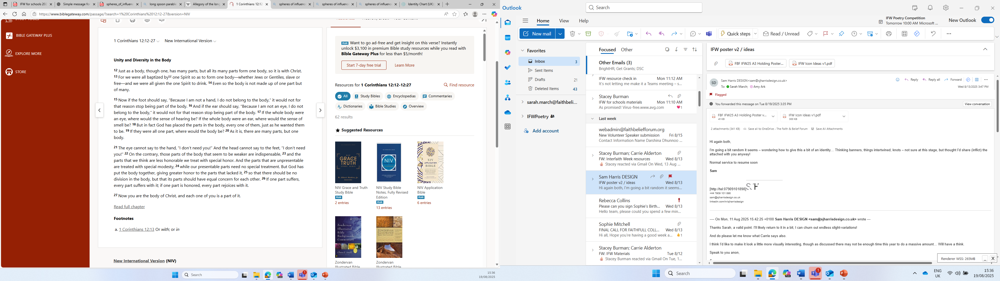 IFW for schools 202
Simple message for
spheres_of_influenc
long spoon parable
Allegory of the long
1 Corinthians 12:12
spheres of influenc
spheres of influenc
spheres of influenc
Identity Chart (UK) |
https://www.biblegateway.com/passage/?search=1%20Corinthians%2012:12-27&version=NIV
STUDY TOOLS
BIBLE GATEWAY PLUS
EXPLORE MORE
STORE
1 Corinthians 12:12-27 New International Version
Unity and Diversity in the Body
12 Just as a body, though one, has many parts, but all its many parts form one body, so it is with Christ.
13 For we were all baptized by[a] one Spirit so as to form one body—whether Jews or Gentiles, slave or
free—and we were all given the one Spirit to drink. 14 Even so the body is not made up of one part but
of many.
15 Now if the foot should say, “Because I am not a hand, I do not belong to the body,” it would not for
that reason stop being part of the body. 16 And if the ear should say, “Because I am not an eye, I do not
belong to the body,” it would not for that reason stop being part of the body. 17 If the whole body were
an eye, where would the sense of hearing be? If the whole body were an ear, where would the sense of
smell be? 18 But in fact God has placed the parts in the body, every one of them, just as he wanted them
to be. 19 If they were all one part, where would the body be? 20 As it is, there are many parts, but one
body.
21 The eye cannot say to the hand, “I don’t need you!” And the head cannot say to the feet, “I don’t need
you!” 22 On the contrary, those parts of the body that seem to be weaker are indispensable, 23 and the
parts that we think are less honorable we treat with special honor. And the parts that are unpresentable
are treated with special modesty, 24 while our presentable parts need no special treatment. But God has
put the body together, giving greater honor to the parts that lacked it, 25 so that there should be no
division in the body, but that its parts should have equal concern for each other. 26 If one part suffers,
every part suffers with it; if one part is honored, every part rejoices with it.
27 Now you are the body of Christ, and each one of you is a part of it.
Read full chapter
Footnotes
a. 1 Corinthians 12:13 Or with; or in
New International Version (NIV)
PLUS Want to go ad-free and get insight on this verse? Instantly
unlock $3,100 in premium Bible study resources while you read with
Bible Gateway Plus for less than $5/month!
Start 7-day free trial Learn More
Resources for 1 Corinthians 12:12-12:27 Find resource
All Study Bibles Encyclopedias Commentaries
Dictionaries Bible Studies Overview
62 results
Suggested Resources
NIV
GRACE
TRUTH
STUDY BIBLE
NIV
NIV
APPLICATION
BIBLE
NIV Grace and Truth
Study Bible
PLUS
2 entries
NIV Study Bible
Notes, Fully Revised
Edition
PLUS
13 entries
NIV Application
Bible
PLUS
6 entries
Zondervan
Illustrated Bible
Zondervan
Illustrated Bible
Search
15:36
19/08/2025
Outlook
Search
Home View Help
IFW Poetry Competition
Tomorrow 10:00 AM Microsoft ...
New Outlook
New mail
Quick steps
Read / Unread
Favorites
Inbox 3
Sent Items
Drafts 21
Deleted Items 43
sarah.march@faithbeli...
IFWPoetry
Add account
Focused Other
Other Emails (3)
BrightHR; Get Grants; DSC
IFW resource check in Mon 11:12 AM
It's not letting me make it a Teams meeting – s...
Stacey Burman
IFW for schools materials Mon 11:10 AM
As promised! Virus-free.www.avg.com 1
Last week
webadmin@faithbeliefforum.org
New Volunteer Speaker submission Fri 8/15
Contact Information Name Darshina Dhunnoo ...
Stacey Burman; Carrie Alderton
FW: Interfaith Week resources Wed 8/13
Stacey reacted via Gmail On Wed, 13 Aug ...
Sam Harris DESIGN
IFW poster v2 / ideas Wed 8/13
Hi again both, I'm going a bit random it seems...
Rebecca Collins
Please can you sign Sophie's Birth... Wed 8/13
Hello team, please could you spend a few min...
Sophie Mitchell
FINAL CALL FOR FAITHFULL COLL... Wed 8/13
Hi all, Hope you're having a good week a... 1
Stacey Burman; Carrie Alderton
FW: IFW Materials Tue 8/12
Stacey Burman reacted via Gmail On Tue, 1...
IFW poster v2 / ideas
FBF IFW25 A3 Holding Poster... IFW Icon Ideas v1.pdf
SD
Sam Harris DESIGN<sam@sjharrisdesign.co.uk>
To: Sarah March; Amy Ark
Reply Reply all Forward
Wed 8/13/2025 3:47 PM
Flagged
You forwarded this message on Tue 8/19/2025 3:35 PM
View conversation
FBF IFW25 A3 Holding Poster v...
41 KB
IFW Icon Ideas v1.pdf
300 KB
2 attachments (341 KB) Save all to OneDrive - The Faith & Belief Forum Save All Attachments
Hi again both,
I'm going a bit random it seems – wondering how to give this a bit of an identity... Thinking banners, things intertwined, knots – not sure at this stage, but thought I'd share (inflict) the
attached with you anyway!
Normal service to resume soon
Sam
[http://tel:07909101898]
+44 7909 101 898
sam@sjharrisdesign.co.uk
linkedin.com/in/sjharrisdesign
---- On Mon, 11 Aug 2025 15:42:25 +0100 Sam Harris DESIGN <sam@sjharrisdesign.co.uk> wrote ---
Thanks Sarah, a valid point. I'll likely return to it in a bit, I can churn out endless slight-variations!
And do please let me know what Carrie says also.
I think I'd like to make it look a little more visually interesting, though as discussed there may not be enough time this year to do a massive amount... Will have a think.
Speak to you anon,
Renderer WSS: 265MB
Search
ENG
UK
15:36
19/08/2025